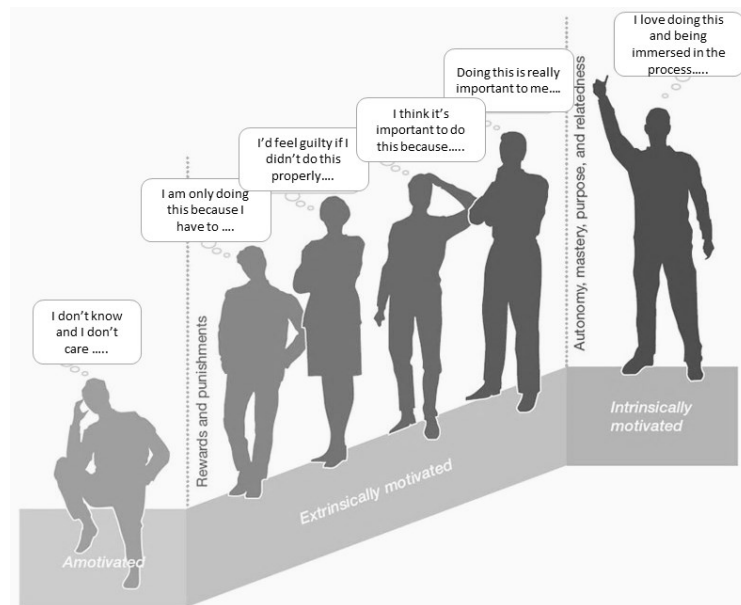 I don't know
and I don't
care …..
Amotivated
Rewards and punishments
I am only doing
this because I
have to ….
I'd feel guilty if I
didn't do this
properly….
I think it's
important to do
this because…..
Doing this is really
important to me….
Extrinsically motivated
Autonomy, mastery, purpose, and relatedness
I love doing this
and being
immersed in the
process…..
Intrinsically
motivated